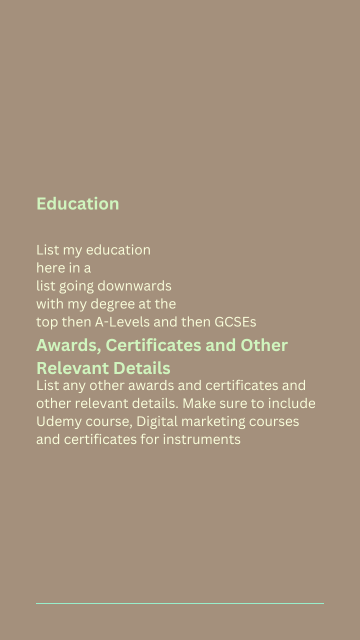 Education
List my education
here in a
list going downwards
with my degree at the
top then A-Levels and then GCSEs
Awards, Certificates and Other
Relevant Details
List any other awards and certificates and
other relevant details. Make sure to include
Udemy course, Digital marketing courses
and certificates for instruments